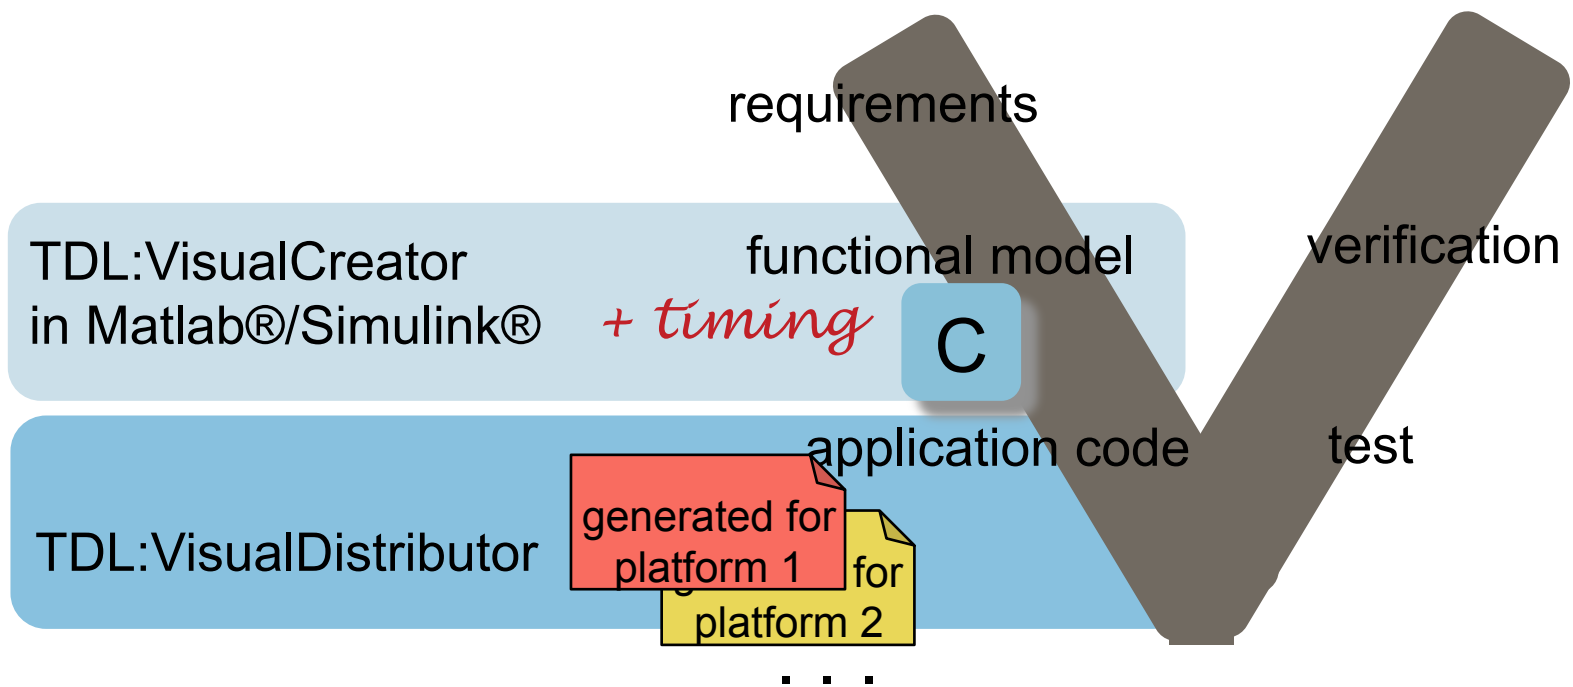 requirements
TDL:VisualCreator
in Matlab®/Simulink®
functional model
+ timing
C
verification
application code
test
TDL:VisualDistributor
generated for
platform 1
for
platform 2